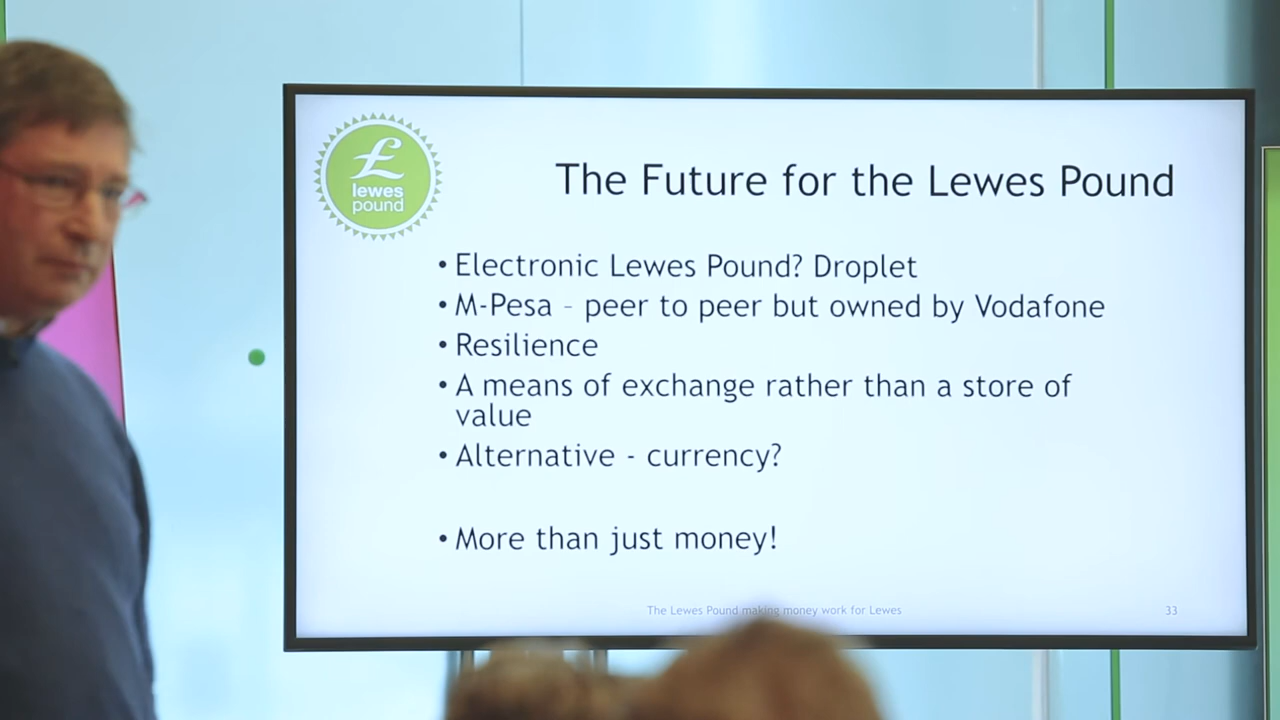 £
lewes
pound
The Future for the Lewes Pound
• Electronic Lewes Pound? Droplet
• M-Pesa – peer to peer but owned by Vodafone
• Resilience
• A means of exchange rather than a store of
value
• Alternative - currency?
• More than just money!
The Lewes Pound making money work for Lewes
33